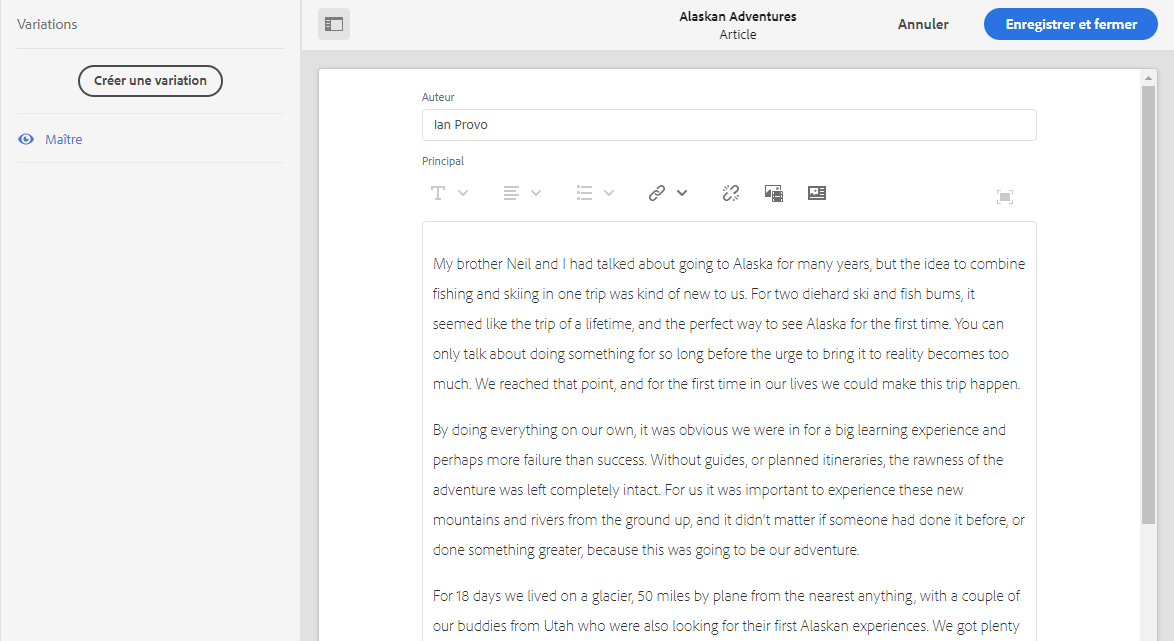 Variations
Créer une variation
Maître
Alaskan Adventures
Article
Annuler
Enregistrer et fermer
Auteur
Ian Provo
Principal
My brother Neil and I had talked about going to Alaska for many years, but the idea to combine
fishing and skiing in one trip was kind of new to us. For two diehard ski and fish bums, it
seemed like the trip of a lifetime, and the perfect way to see Alaska for the first time. You can
only talk about doing something for so long before the urge to bring it to reality becomes too
much. We reached that point, and for the first time in our lives we could make this trip happen.
By doing everything on our own, it was obvious we were in for a big learning experience and
perhaps more failure than success. Without guides, or planned itineraries, the rawness of the
adventure was left completely intact. For us it was important to experience these new
mountains and rivers from the ground up, and it didn't matter if someone had done it before, or
done something greater, because this was going to be our adventure.
For 18 days we lived on a glacier, 50 miles by plane from the nearest anything, with a couple of
our buddies from Utah who were also looking for their first Alaskan experiences. We got plenty